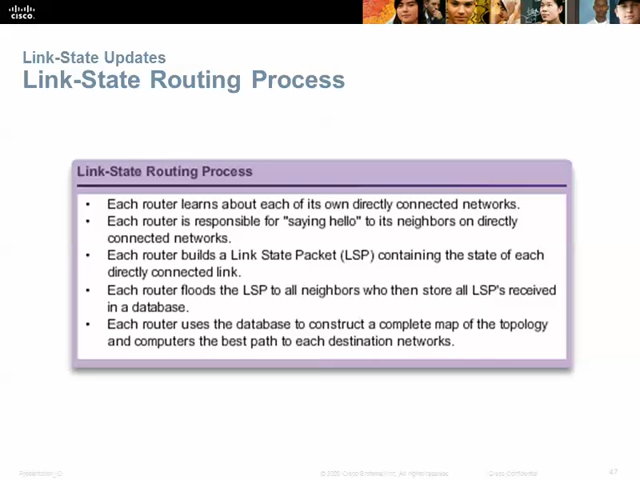 CISCO.
Link-State Updates
Link-State Routing Process
Link-State Routing Process
• Each router learns about each of its own directly connected networks.
• Each router is responsible for "saying hello" to its neighbors on directly
connected networks.
• Each router builds a Link State Packet (LSP) containing the state of each
directly connected link.
• Each router floods the LSP to all neighbors who then store all LSP's received
in a database.
• Each router uses the database to construct a complete map of the topology
and computers the best path to each destination networks.
Presentation_ID
Cisco Confidential
47